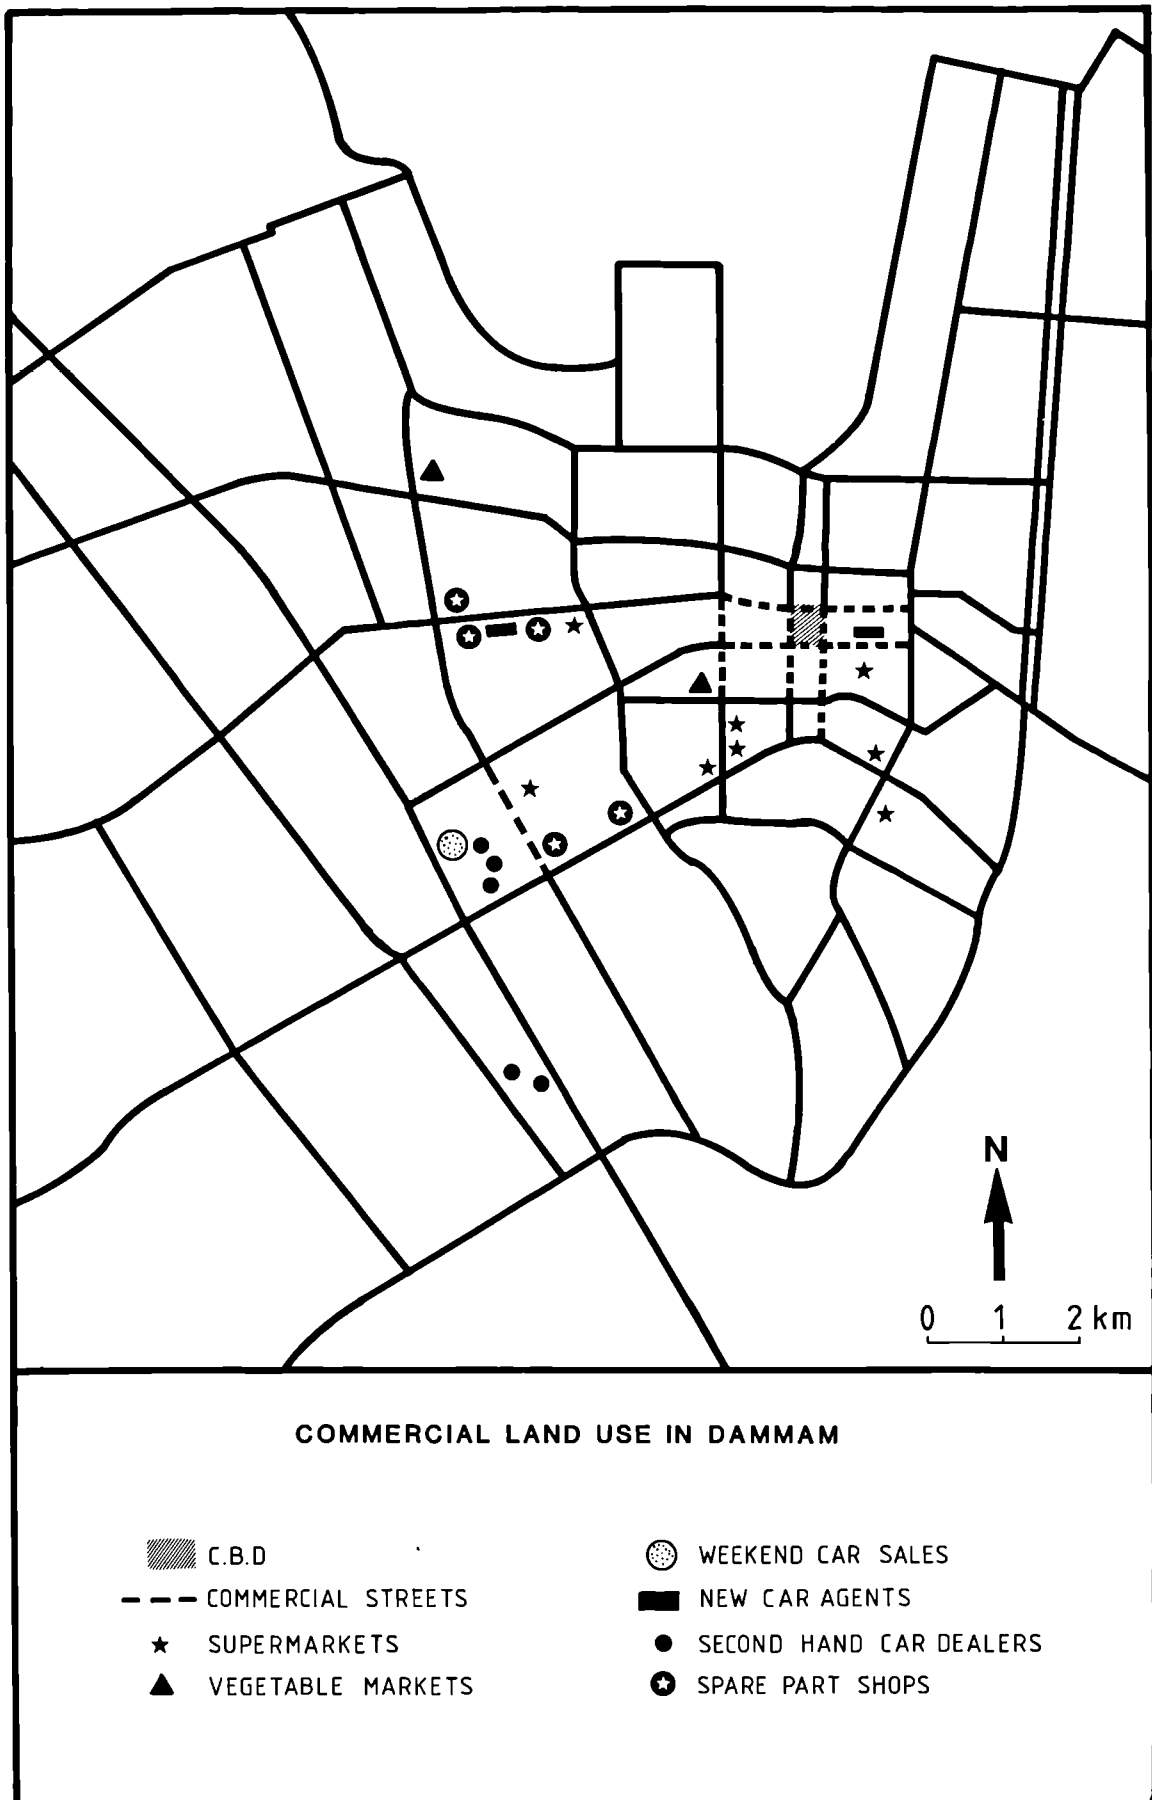 N
0 1 2 km
COMMERCIAL LAND USE IN DAMMAM
C.B.D
COMMERCIAL STREETS
SUPERMARKETS
VEGETABLE MARKETS
WEEKEND CAR SALES
NEW CAR AGENTS
SECOND HAND CAR DEALERS
SPARE PART SHOPS